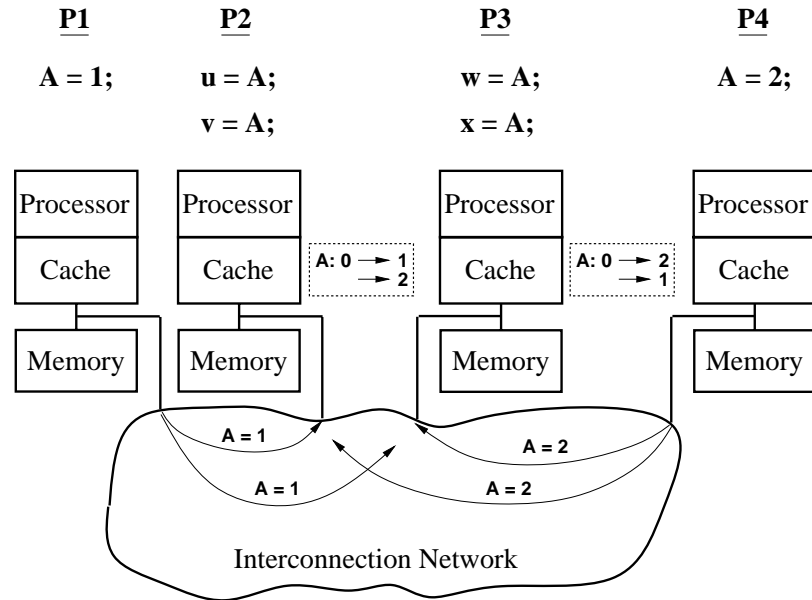 P1 P2 P3 P4
A = 1; u = A; w = A; A = 2;
v = A; x = A;
Processor Processor Processor Processor
Cache Cache Cache Cache
A: 0 → 1
→ 2
A: 0 → 2
→ 1
Memory Memory Memory Memory
A = 1
A = 2
A = 1
A = 2
Interconnection Network